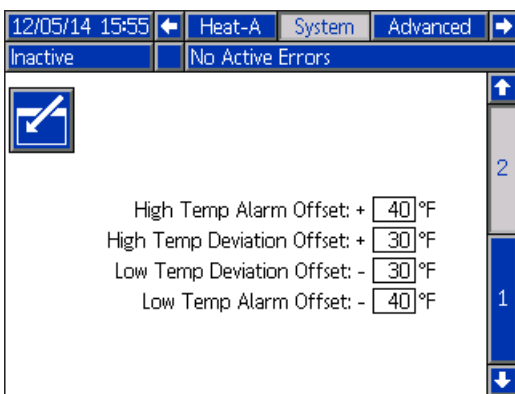 12/05/14 15:55 Heat-A System Advanced
Inactive No Active Errors
2
High Temp Alarm Offset: + 40 °F
High Temp Deviation Offset: + 30 °F
Low Temp Deviation Offset: - 30 °F
Low Temp Alarm Offset: - 40 °F
1